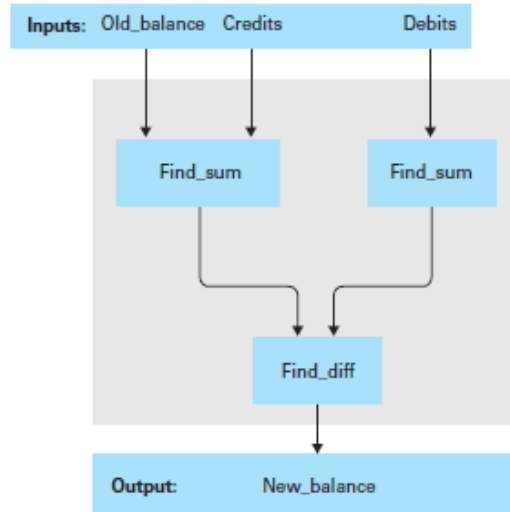 Inputs: Old_balance Credits Debits
Find_sum Find_sum
Find_diff
Output: New_balance